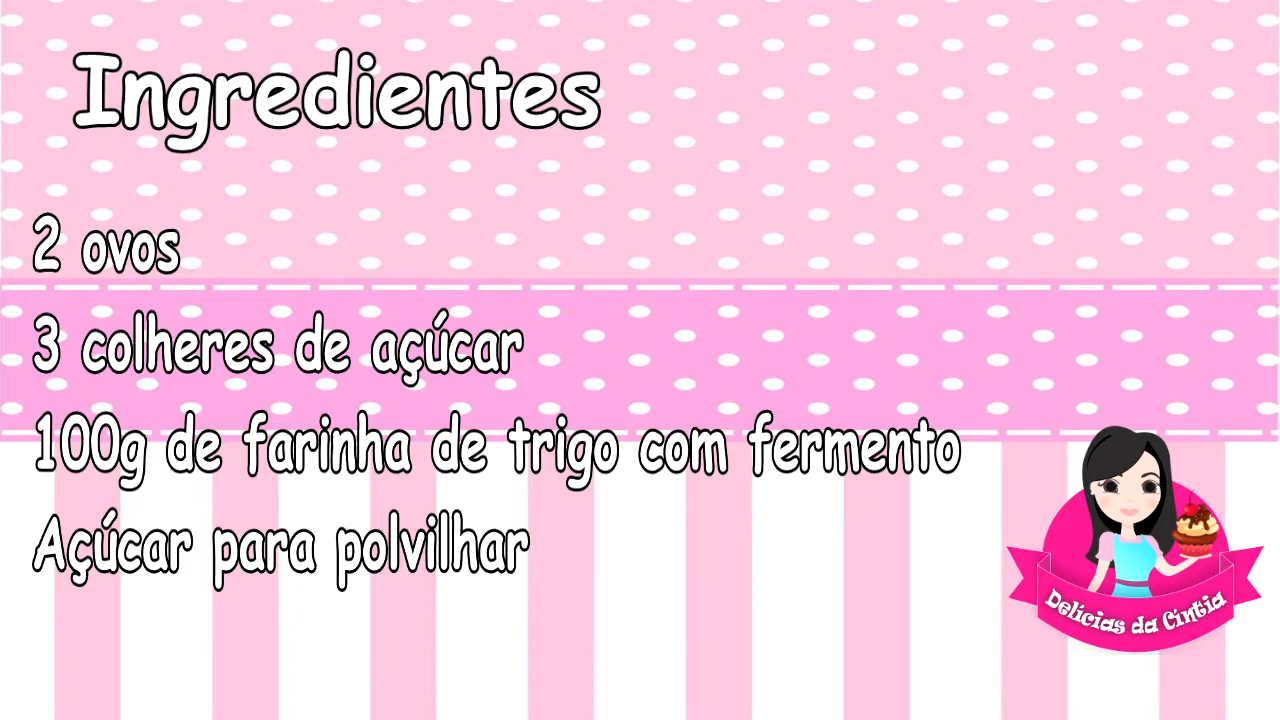 Ingredientes
2 ovos
3 colheres de açúcar
100g de farinha de trigo com fermento
Açúcar para polvilhar
Delícias da Cíntia